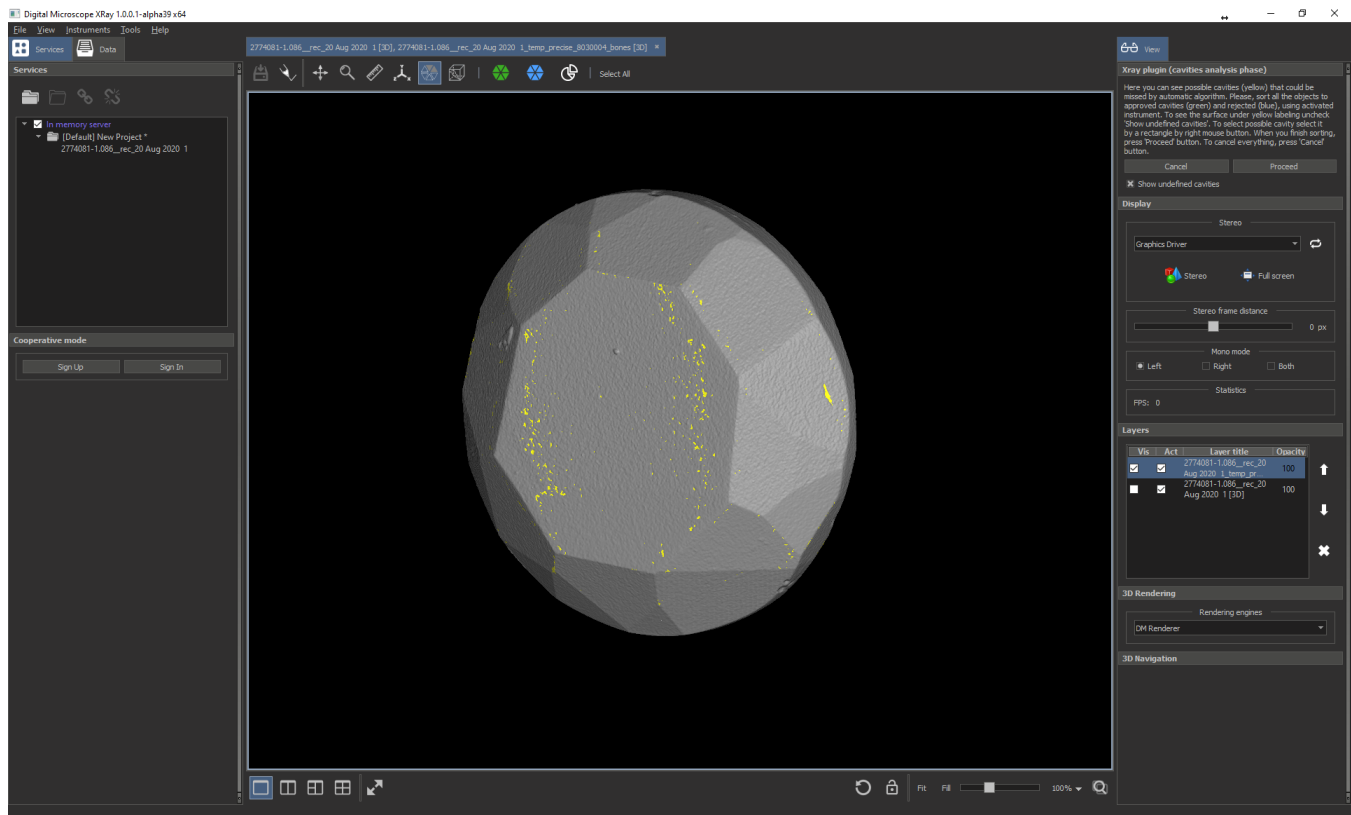 Digital Microscope XRay 1.0.0.1-alpha39 x64
File View Instruments Tools Help
Services Data
Services
In memory server
[Default] New Project *
2774081-1.086__rec_20 Aug 2020 1
Cooperative mode
Sign Up Sign In
2774081-1.086__rec_20 Aug 2020 1 [3D], 2774081-1.086__rec_20 Aug 2020 1_temp_precise_8030004_bones [3D] ×
Select All
Fit Fill 100%
View
Xray plugin (cavities analysis phase)
Here you can see possible cavities (yellow) that could be
missed by automatic algorithm. Please, sort all the objects to
approved cavities (green) and rejected (blue), using activated
instrument. To see the surface under yellow labeling uncheck
'Show undefined cavities'. To select possible cavity select it
by a rectangle by right mouse button. When you finish sorting,
press 'Proceed' button. To cancel everything, press 'Cancel'
button.
Cancel Proceed
Show undefined cavities
Display
Stereo
Graphics Driver
Stereo Full screen
Stereo frame distance
0 px
Mono mode
Left Right Both
Statistics
FPS: 0
Layers
Vis Act Layer title Opacity
2774081-1.086__rec_20
Aug 2020 1_temp_pr... 100
2774081-1.086__rec_20
Aug 2020 1 [3D] 100
3D Rendering
Rendering engines
DM Renderer
3D Navigation